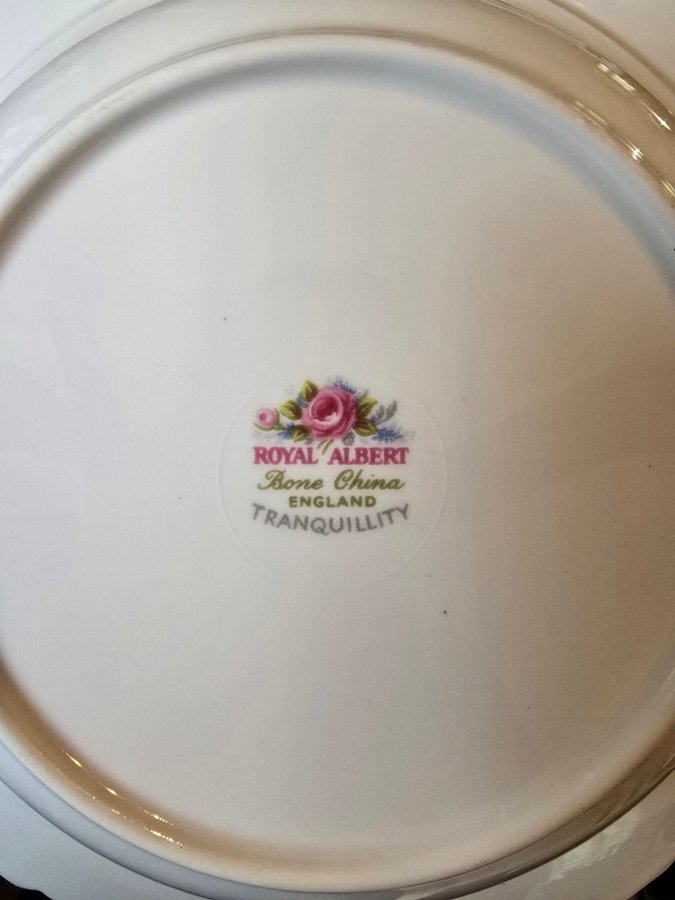 ROYAL ALBERT
Bone China
ENGLAND
TRANQUILLITY